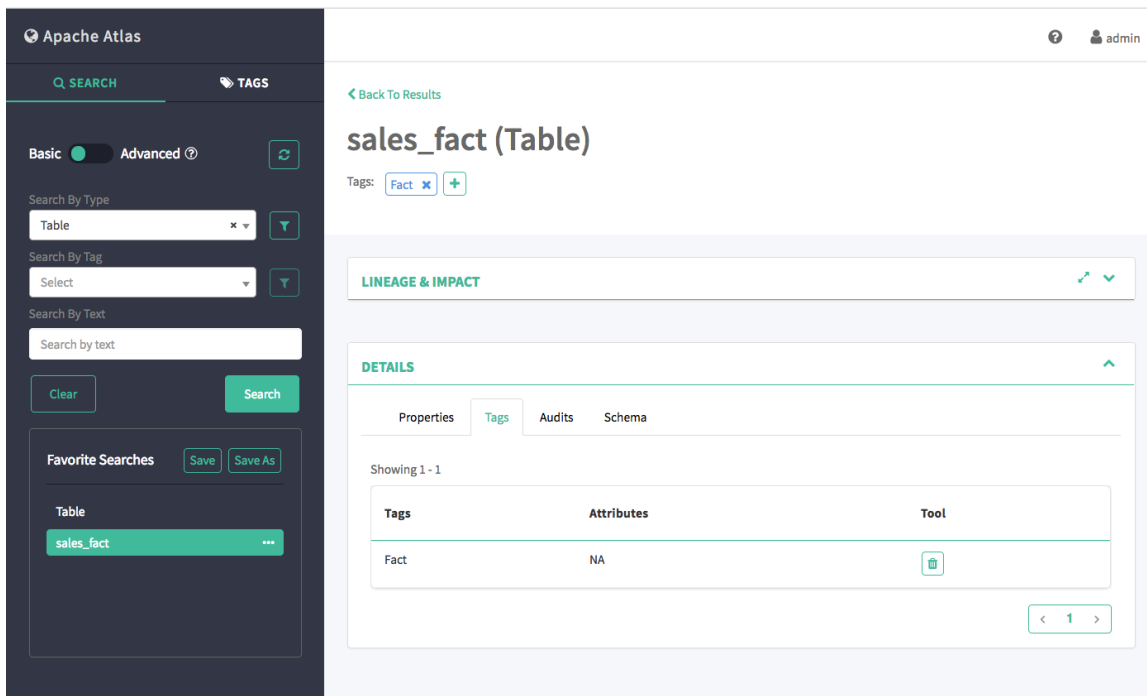 Apache Atlas
admin
SEARCH
TAGS
Back To Results
sales_fact (Table)
Tags: Fact
Basic Advanced
Search By Type
Table
Search By Tag
Select
Search By Text
Search by text
Clear Search
Favorite Searches Save Save As
Table
sales_fact
LINEAGE & IMPACT
DETAILS
Properties Tags Audits Schema
Showing 1 - 1
Tags Attributes Tool
Fact NA
1